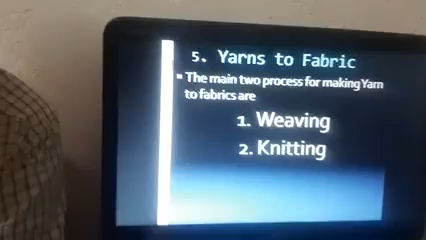 5. Yarns to Fabric
▪ The main two process for making Yarn
to fabrics are
1. Weaving
2. Knitting